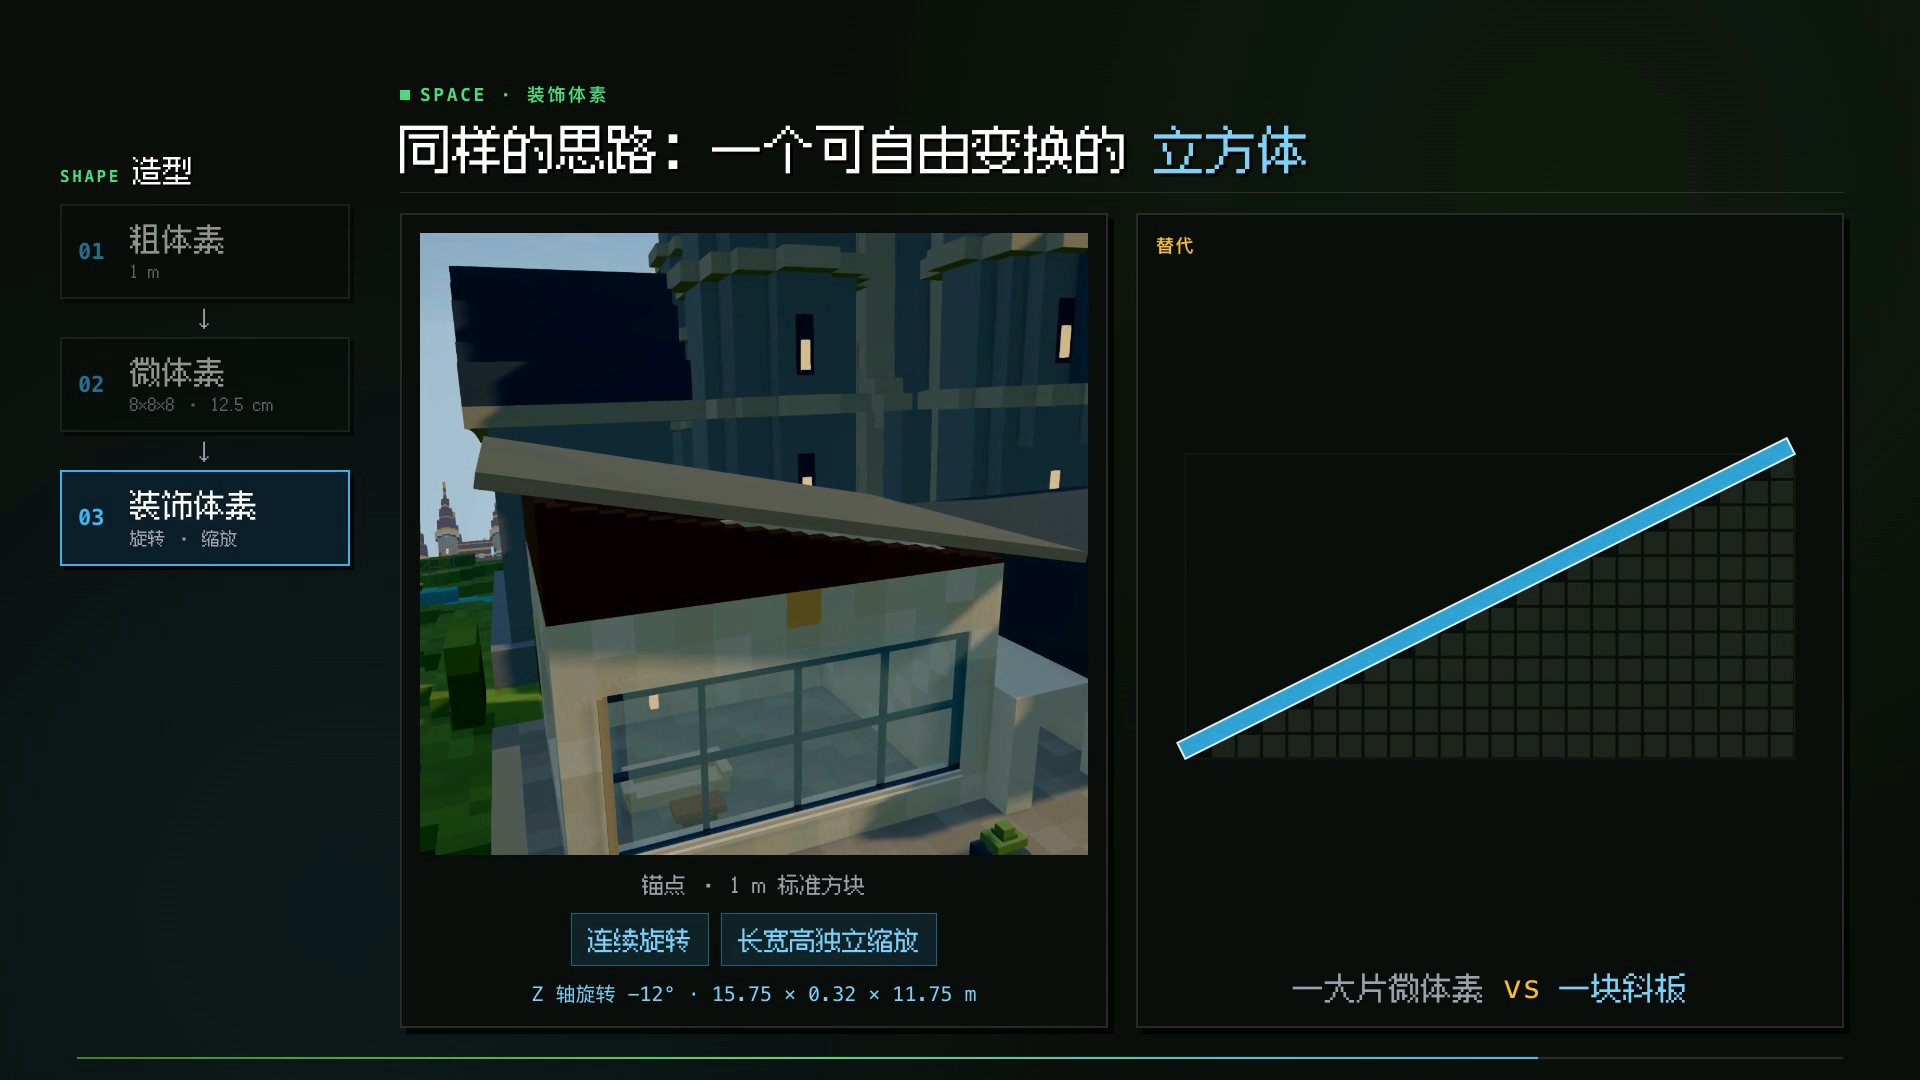 SPACE · 装饰体素
同样的思路：一个可自由变换的 立方体
SHAPE 造型
01 粗体素
1 m
↓
02 微体素
8×8×8 · 12.5 cm
↓
03 装饰体素
旋转 · 缩放
锚点 · 1 m 标准方块
连续旋转 长宽高独立缩放
Z 轴旋转 −12° · 15.75 × 0.32 × 11.75 m
替代
一大片微体素 vs 一块斜板